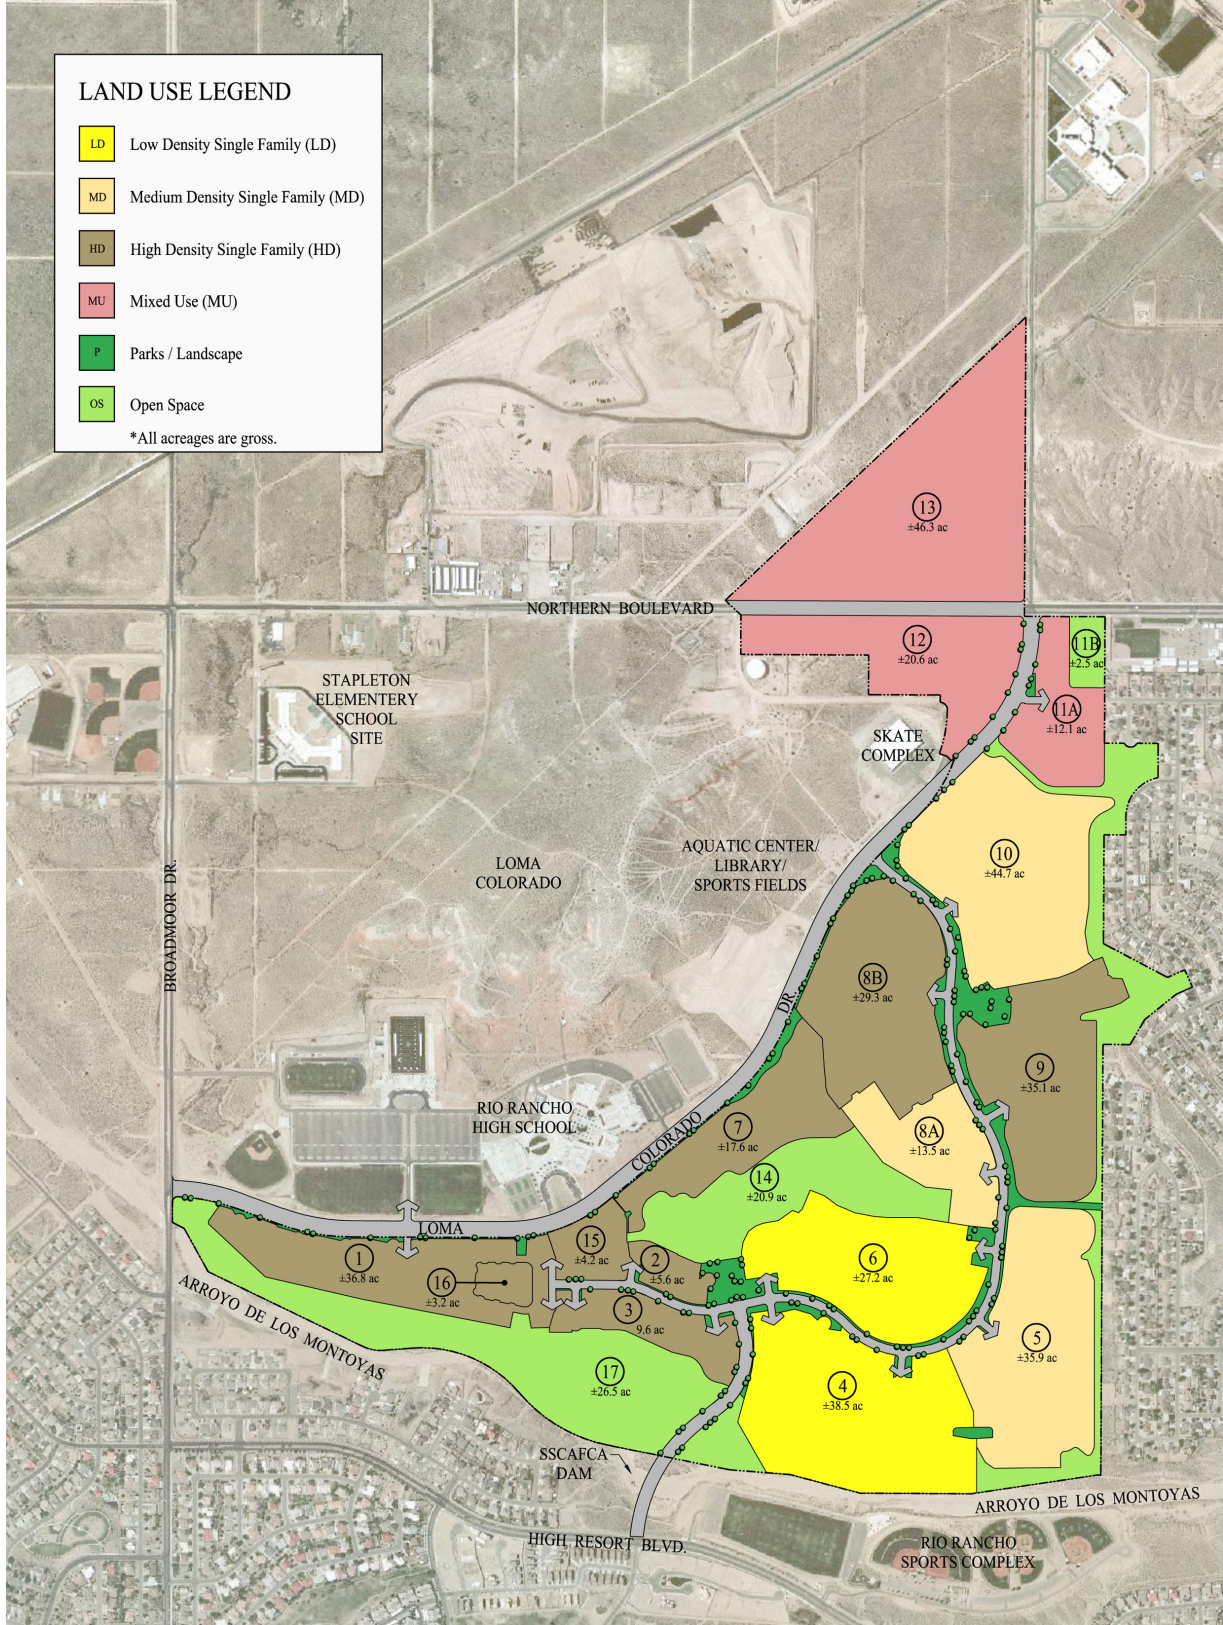 LAND USE LEGEND
LD Low Density Single Family (LD)
MD Medium Density Single Family (MD)
HD High Density Single Family (HD)
MU Mixed Use (MU)
P Parks / Landscape
OS Open Space
*All acreages are gross.
13
±46.3 ac
NORTHERN BOULEVARD
12
±20.6 ac
11B
±2.5 ac
11A
±12.1 ac
STAPLETON
ELEMENTERY
SCHOOL
SITE
SKATE
COMPLEX
BROADMOOR DR.
LOMA
COLORADO
AQUATIC CENTER/
LIBRARY/
SPORTS FIELDS
10
±44.7 ac
8B
±29.3 ac
DR.
9
±35.1 ac
RIO RANCHO
HIGH SCHOOL
COLORADO
7
±17.6 ac
8A
±13.5 ac
14
±20.9 ac
LOMA
1
±36.8 ac
15
±4.2 ac
2
±5.6 ac
6
±27.2 ac
16
±3.2 ac
3
9.6 ac
5
±35.9 ac
ARROYO DE LOS MONTOYAS
17
±26.5 ac
4
±38.5 ac
SSCAFCA
DAM
ARROYO DE LOS MONTOYAS
HIGH RESORT BLVD.
RIO RANCHO
SPORTS COMPLEX